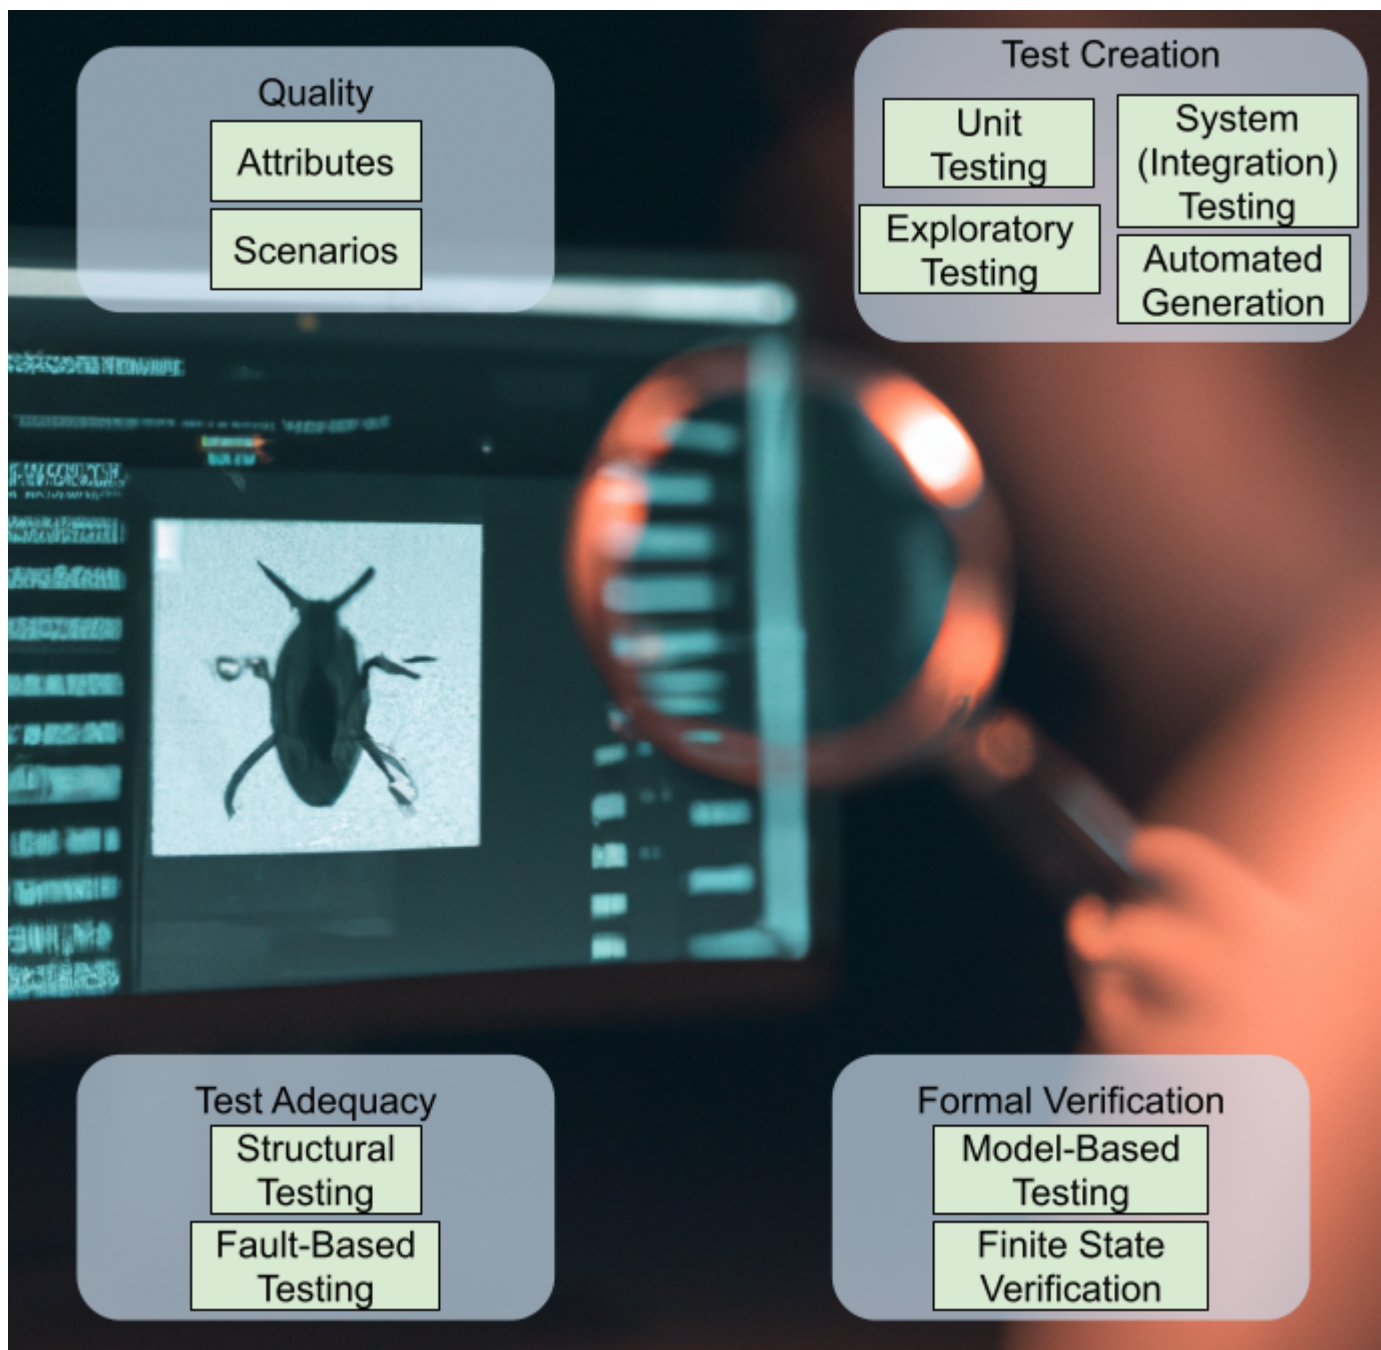 Quality
Attributes
Scenarios
Test Creation
Unit
Testing
System
(Integration)
Testing
Exploratory
Testing
Automated
Generation
Test Adequacy
Structural
Testing
Fault-Based
Testing
Formal Verification
Model-Based
Testing
Finite State
Verification